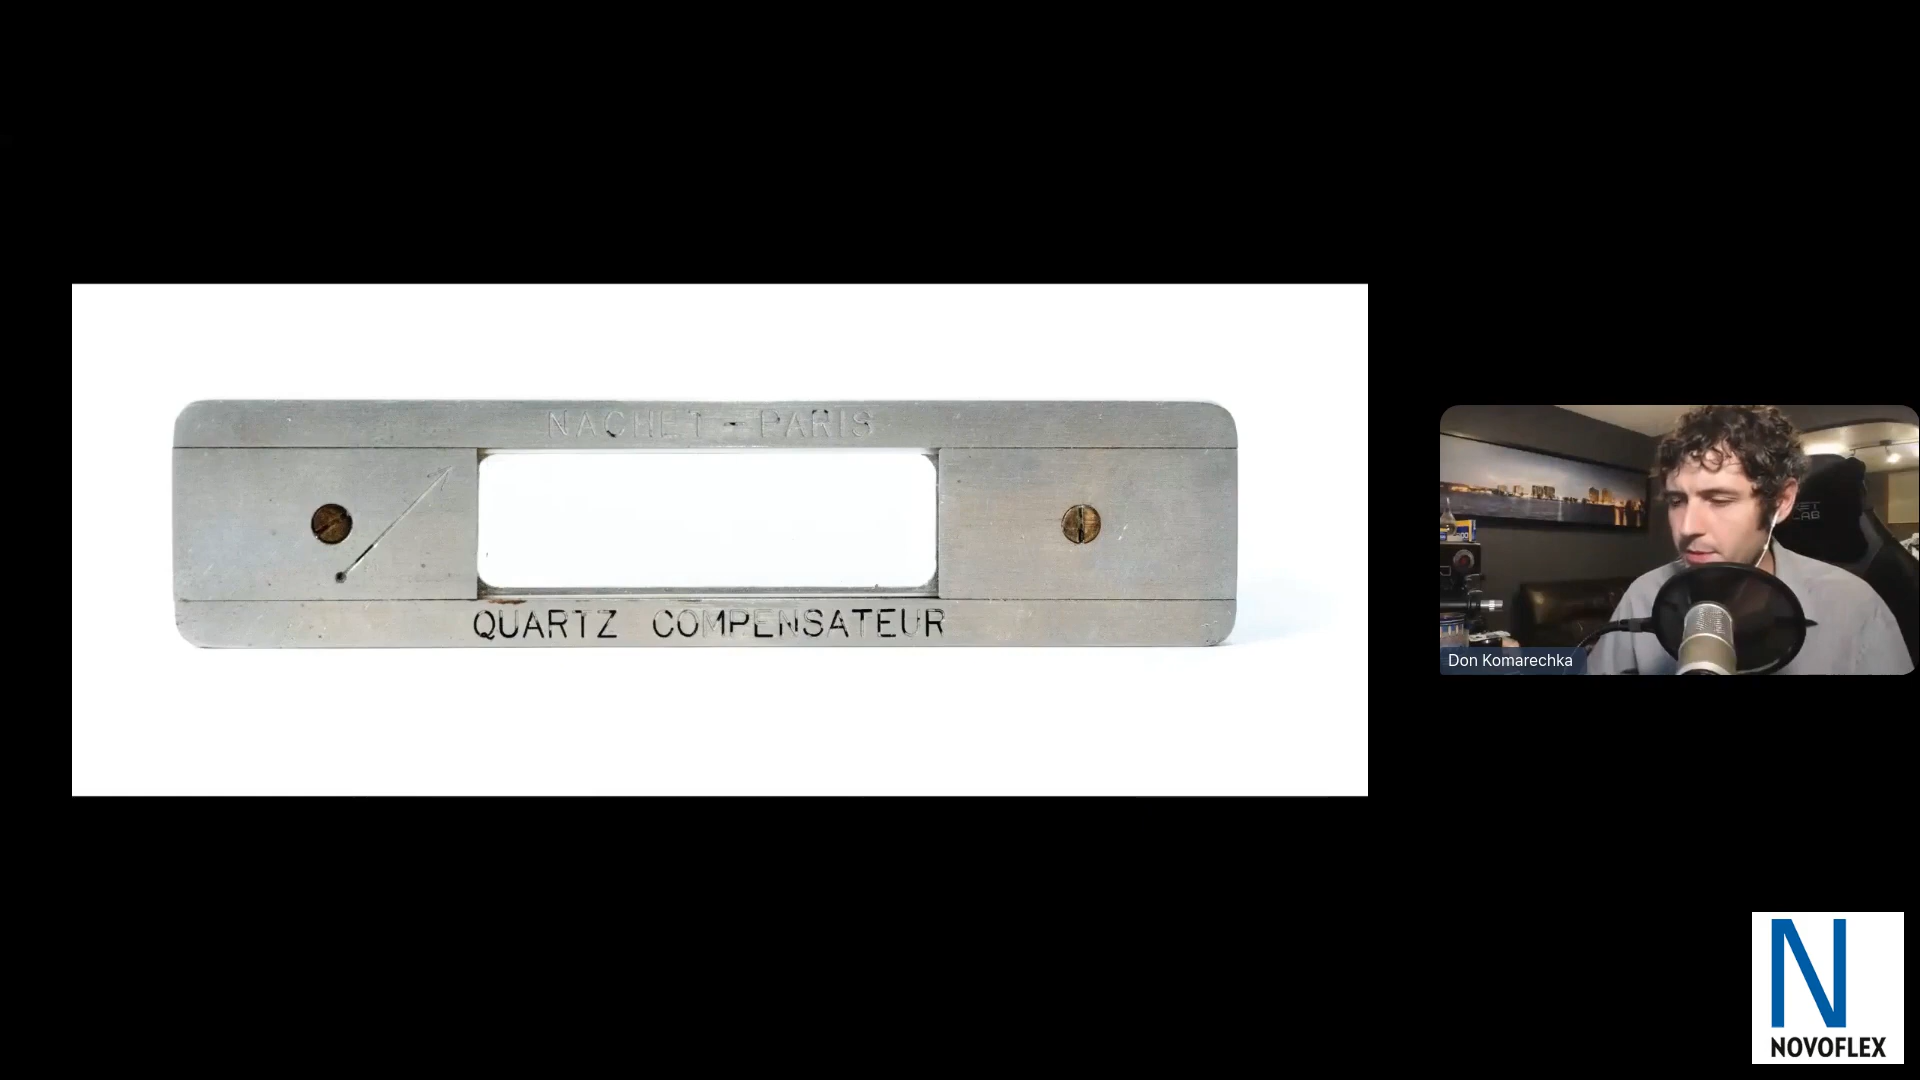 NACHET - PARIS
QUARTZ COMPENSATEUR
Don Komarechka
N
NOVOFLEX